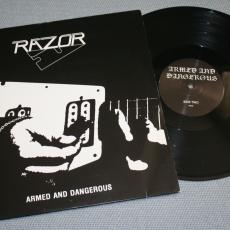 RAZOR
ARMED AND DANGEROUS
ARMED AND
DANGEROUS
SIDE TWO